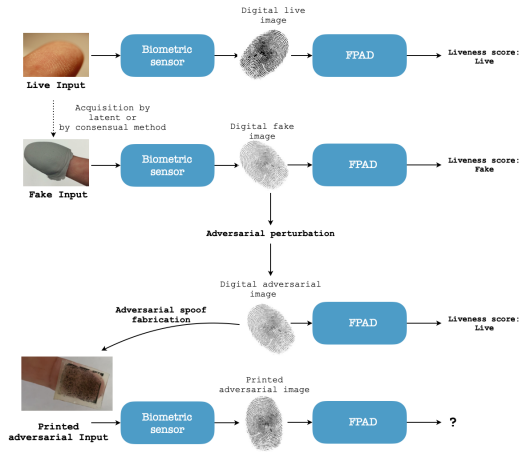 Digital live
image
Biometric
sensor
FPAD
Liveness score:
Live
Live Input
Acquisition by
latent or
by consensual method
Digital fake
image
Biometric
sensor
FPAD
Liveness score:
Fake
Fake Input
Adversarial perturbation
Digital adversarial
image
Adversarial spoof
fabrication
FPAD
Liveness score:
Live
Printed
adversarial image
Biometric
sensor
FPAD
?
Printed
adversarial Input